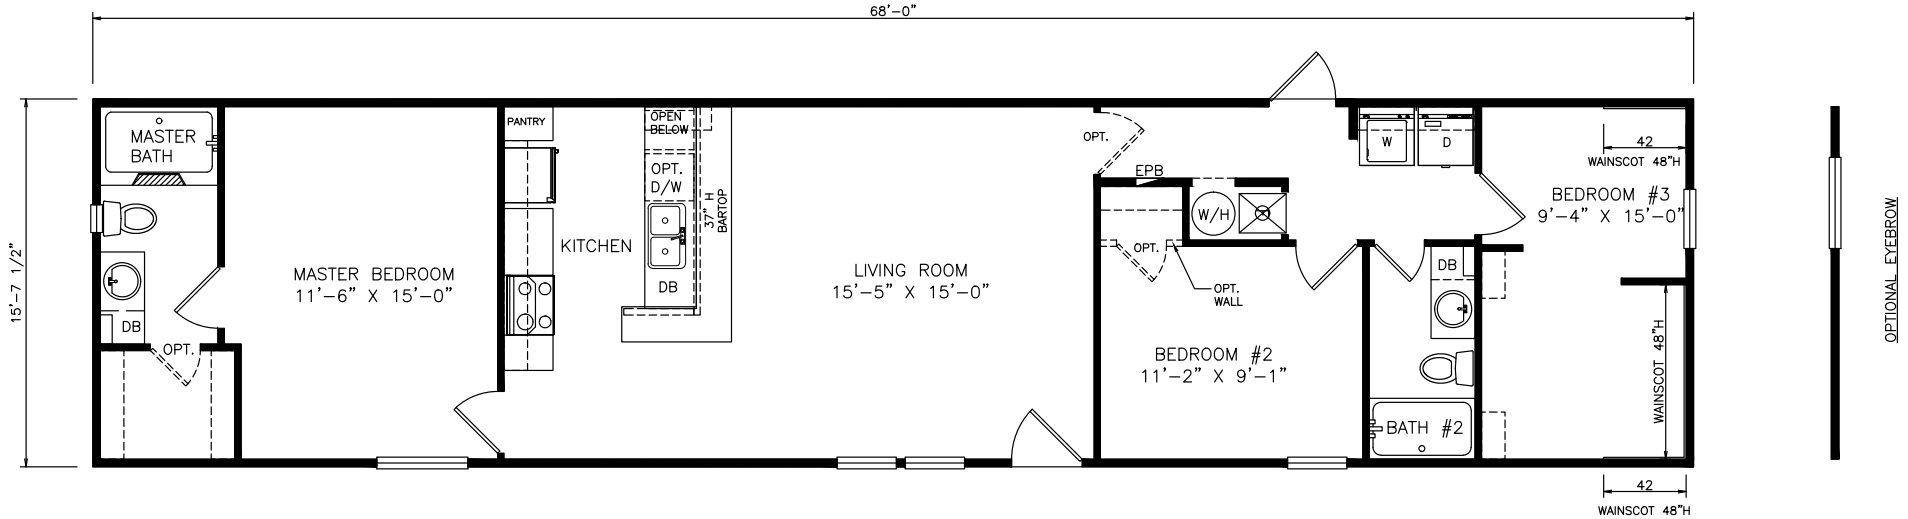 68'-0"
15'-7 1/2"
MASTER
BATH
DB
OPT.
MASTER BEDROOM
11'-6" X 15'-0"
PANTRY
KITCHEN
OPEN
BELOW
OPT.
D/W
37" H
BARTOP
DB
LIVING ROOM
15'-5" X 15'-0"
OPT.
EPB
W/H
OPT.
OPT.
WALL
BEDROOM #2
11'-2" X 9'-1"
W
D
DB
BATH #2
42
WAINSCOT 48"H
BEDROOM #3
9'-4" X 15'-0"
WAINSCOT 48"H
42
WAINSCOT 48"H
OPTIONAL EYEBROW